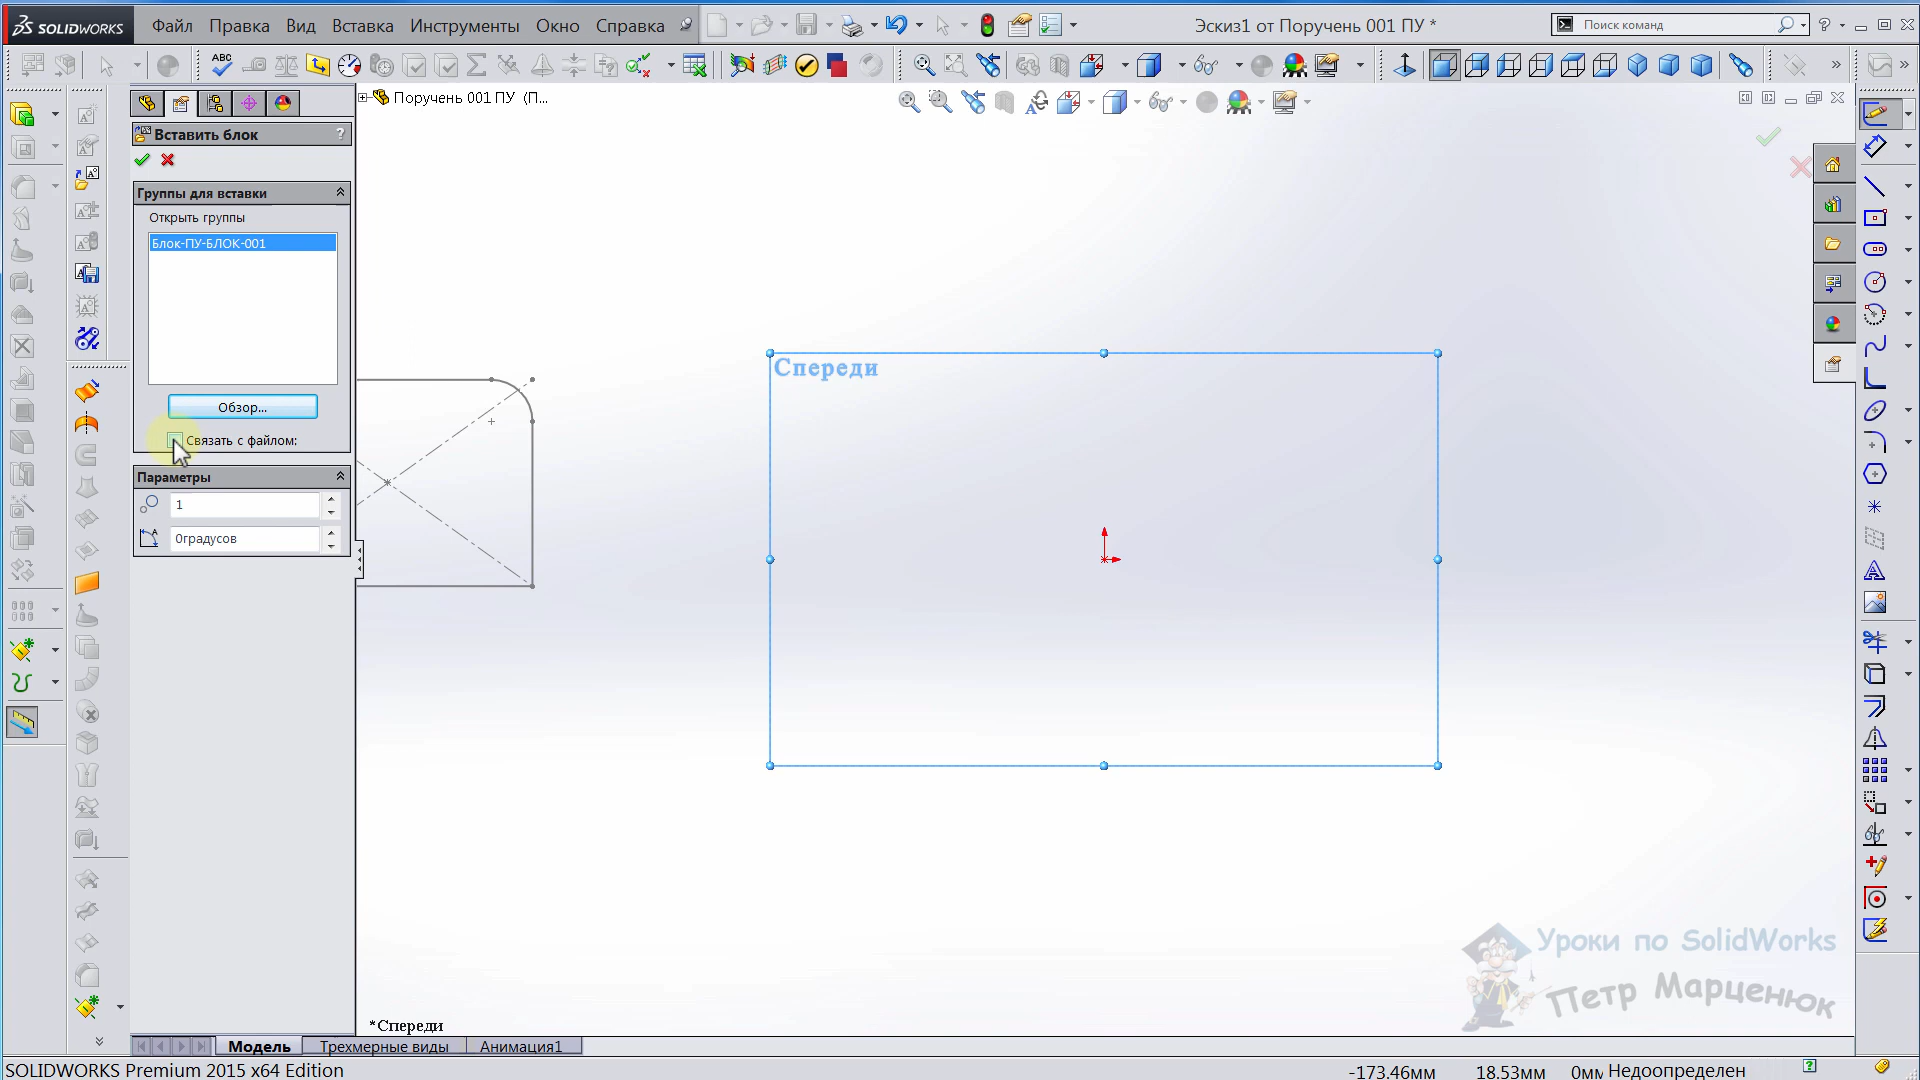 SOLIDWORKS
Файл Правка Вид Вставка Инструменты Окно Справка
Эскиз1 от Поручень 001 ПУ *
Поиск команд
ABC
Поручень 001 ПУ (П...
Вставить блок
?
Группы для вставки
Открыть группы
Блок-ПУ-БЛОК-001
Обзор...
Связать с файлом:
Параметры
1
0градусов
Спереди
*Спереди
Уроки по SolidWorks
Петр Марценюк
Модель Трехмерные виды Анимация1
SOLIDWORKS Premium 2015 x64 Edition
-173.46мм 18.53мм 0мм Недоопределен